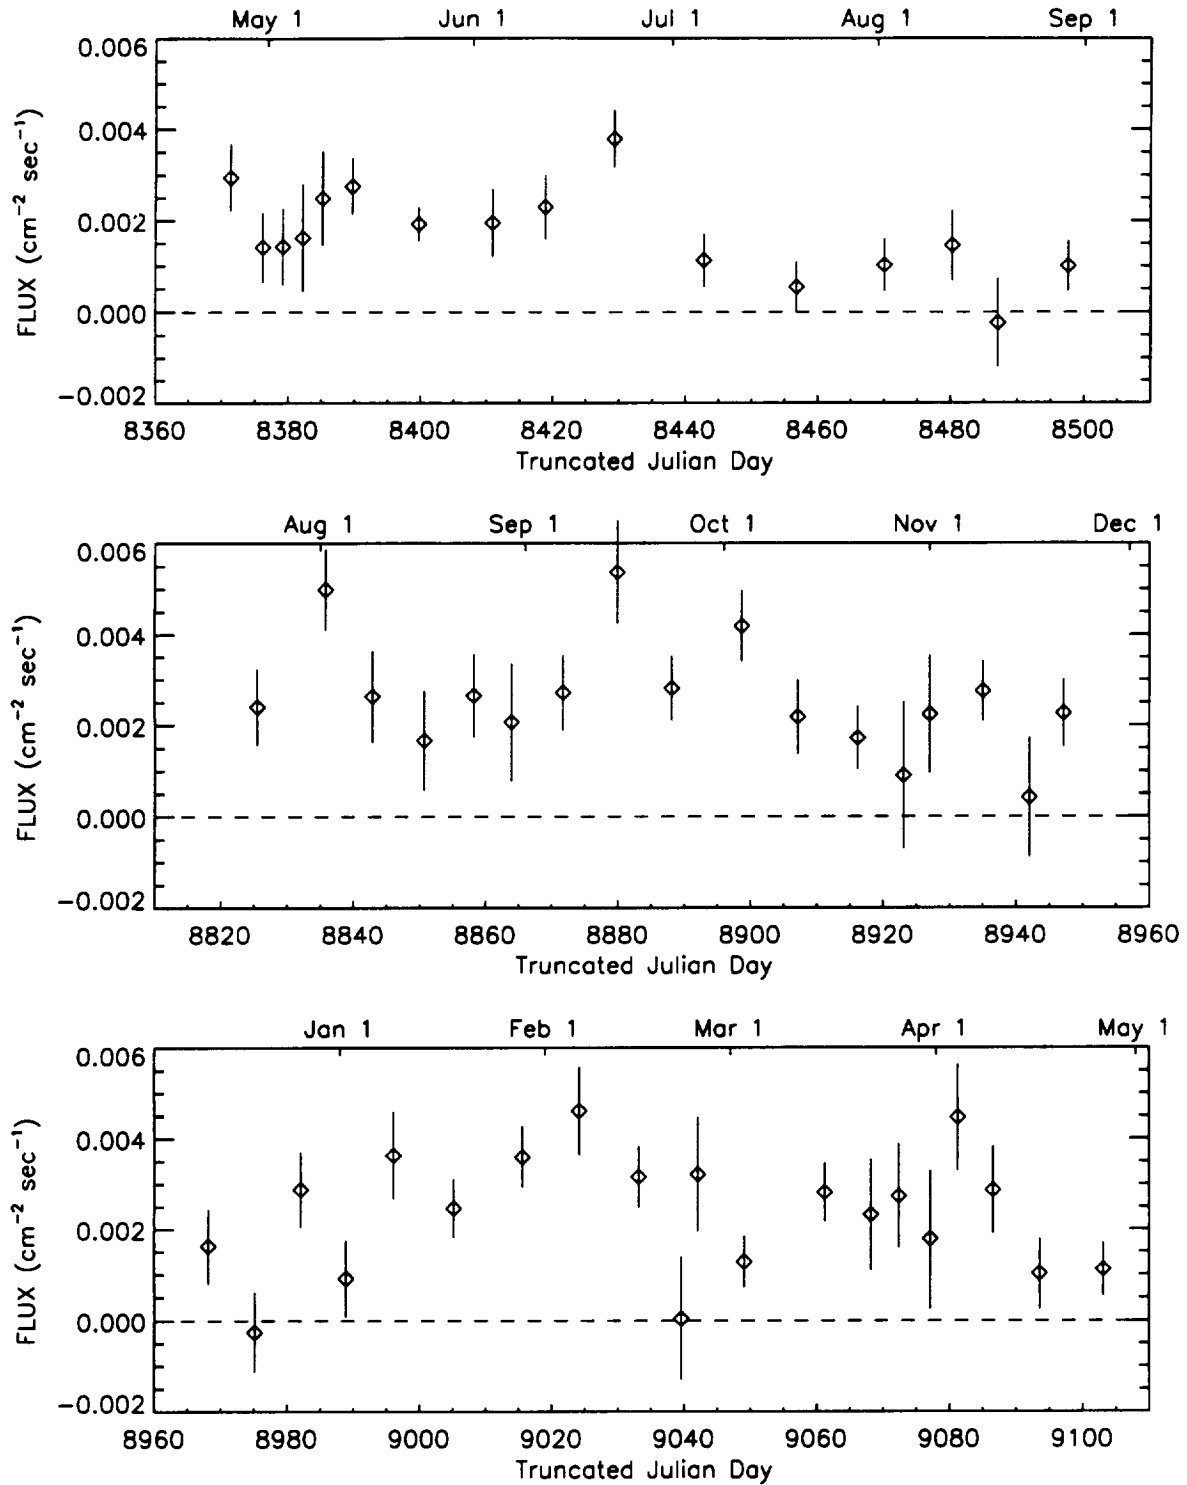 May 1 Jun 1 Jul 1 Aug 1 Sep 1
0.006
0.004
0.002
0.000
−0.002
FLUX (cm⁻² sec⁻¹)
8360 8380 8400 8420 8440 8460 8480 8500
Truncated Julian Day
Aug 1 Sep 1 Oct 1 Nov 1 Dec 1
0.006
0.004
0.002
0.000
−0.002
FLUX (cm⁻² sec⁻¹)
8820 8840 8860 8880 8900 8920 8940 8960
Truncated Julian Day
Jan 1 Feb 1 Mar 1 Apr 1 May 1
0.006
0.004
0.002
0.000
−0.002
FLUX (cm⁻² sec⁻¹)
8960 8980 9000 9020 9040 9060 9080 9100
Truncated Julian Day